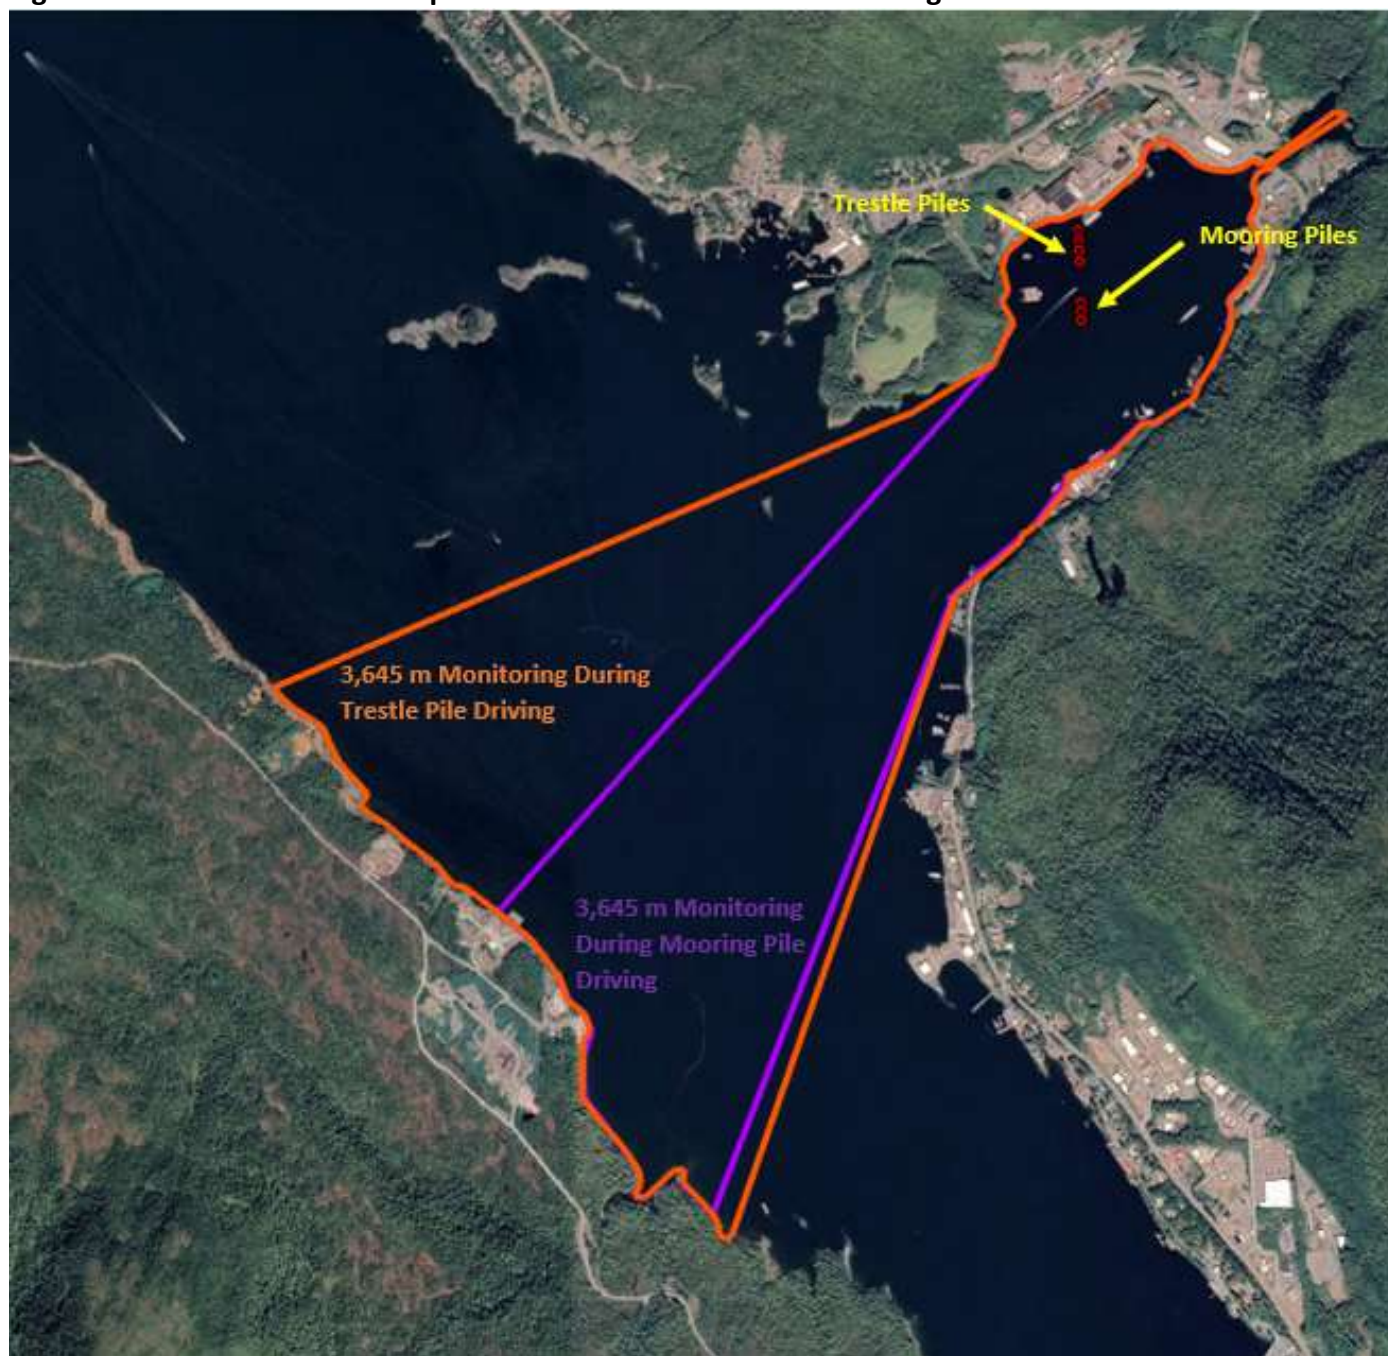 Trestle Piles
Mooring Piles
3,645 m Monitoring During
Trestle Pile Driving
3,645 m Monitoring
During Mooring Pile
Driving